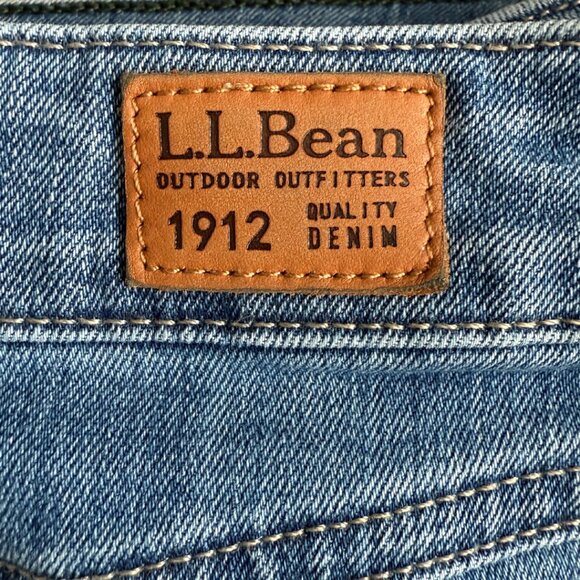 L.L.Bean
OUTDOOR OUTFITTERS
1912 QUALITY
DENIM